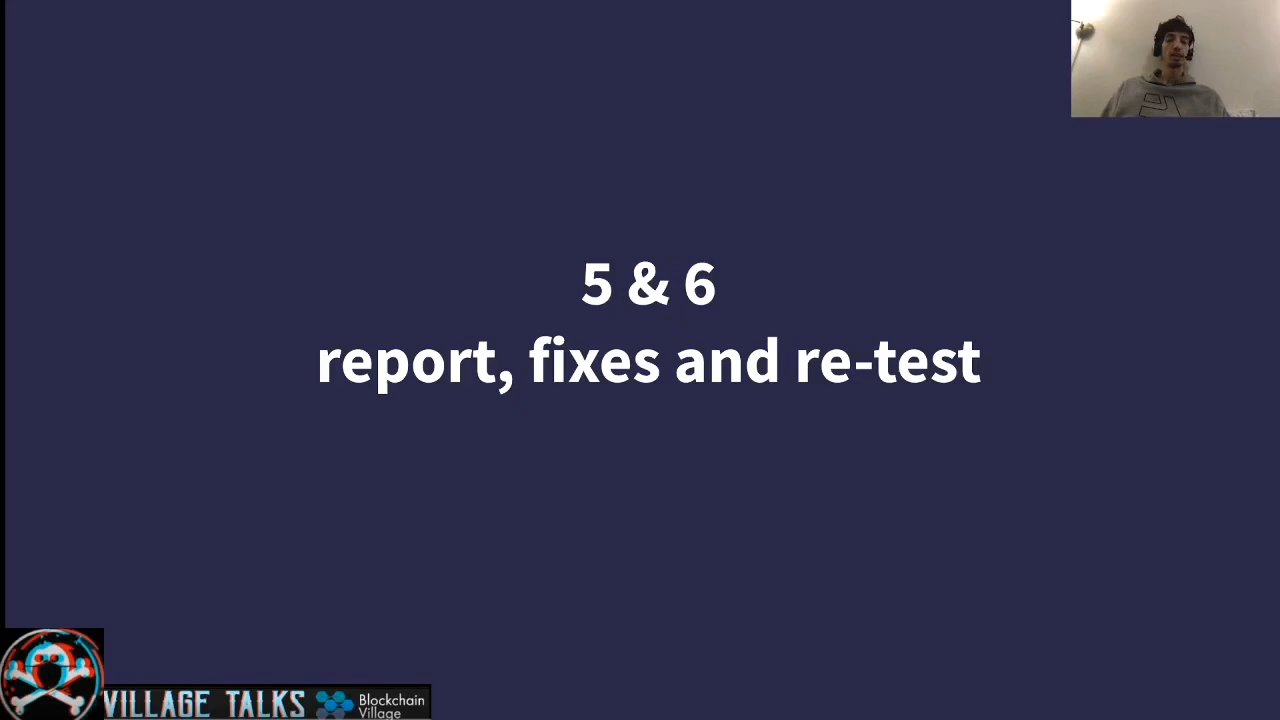 5 & 6
report, fixes and re-test
VILLAGE TALKS
Blockchain
Village